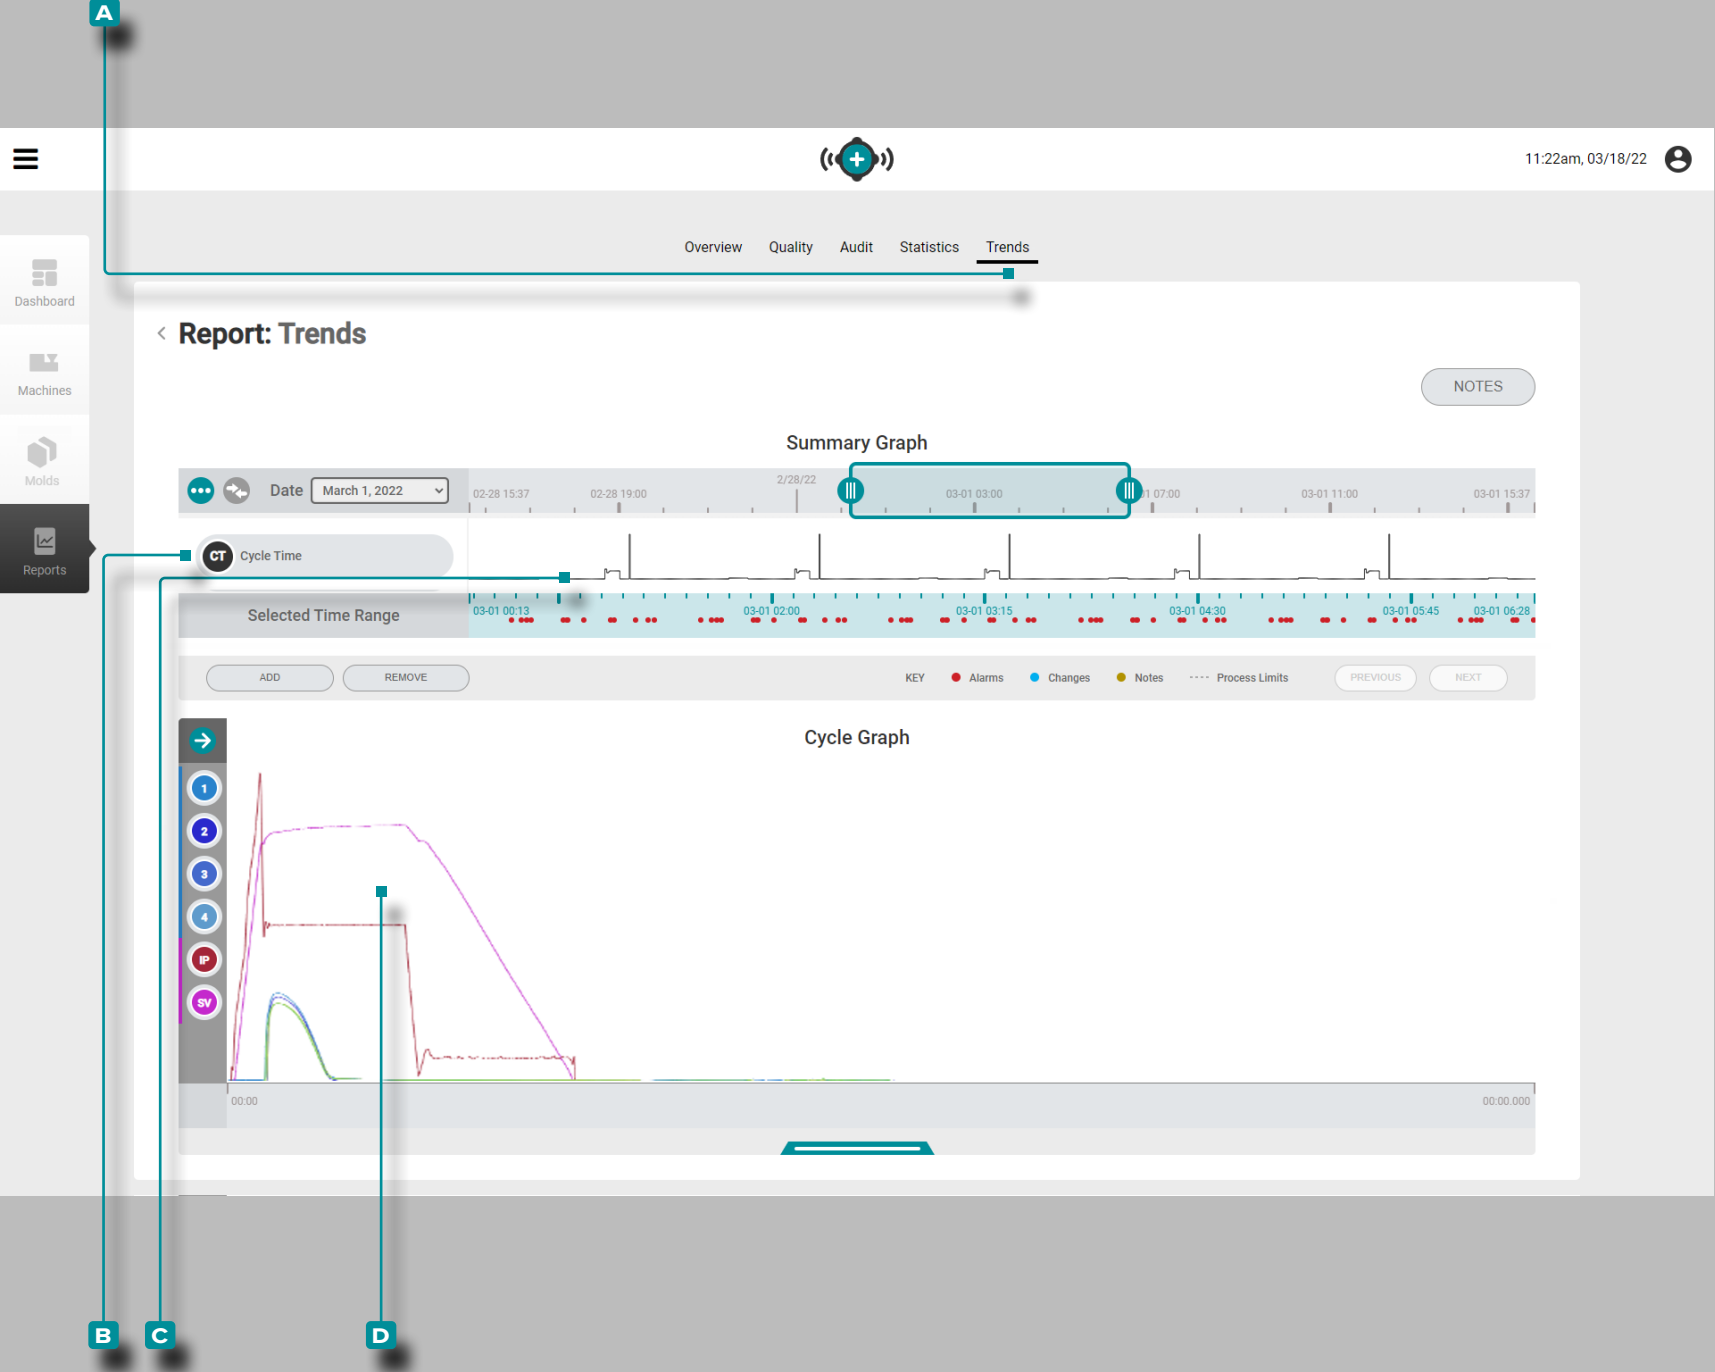 A
11:22am, 03/18/22
Overview Quality Audit Statistics Trends
Dashboard
Machines
Molds
Reports
Report: Trends
NOTES
Summary Graph
Date March 1, 2022
02-28 15:37 02-28 19:00 2/28/22 03-01 03:00 1 07:00 03-01 11:00 03-01 15:37
CT Cycle Time
Selected Time Range
03-01 00:13 03-01 02:00 03-01 03:15 03-01 04:30 03-01 05:45 03-01 06:28
ADD REMOVE
KEY Alarms Changes Notes Process Limits
PREVIOUS NEXT
Cycle Graph
1
2
3
4
IP
SV
00:00 00:00.000
B C D